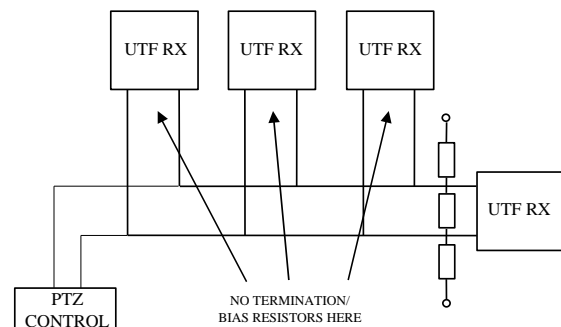 UTF RX
UTF RX
UTF RX
UTF RX
PTZ
CONTROL
NO TERMINATION/
BIAS RESISTORS HERE